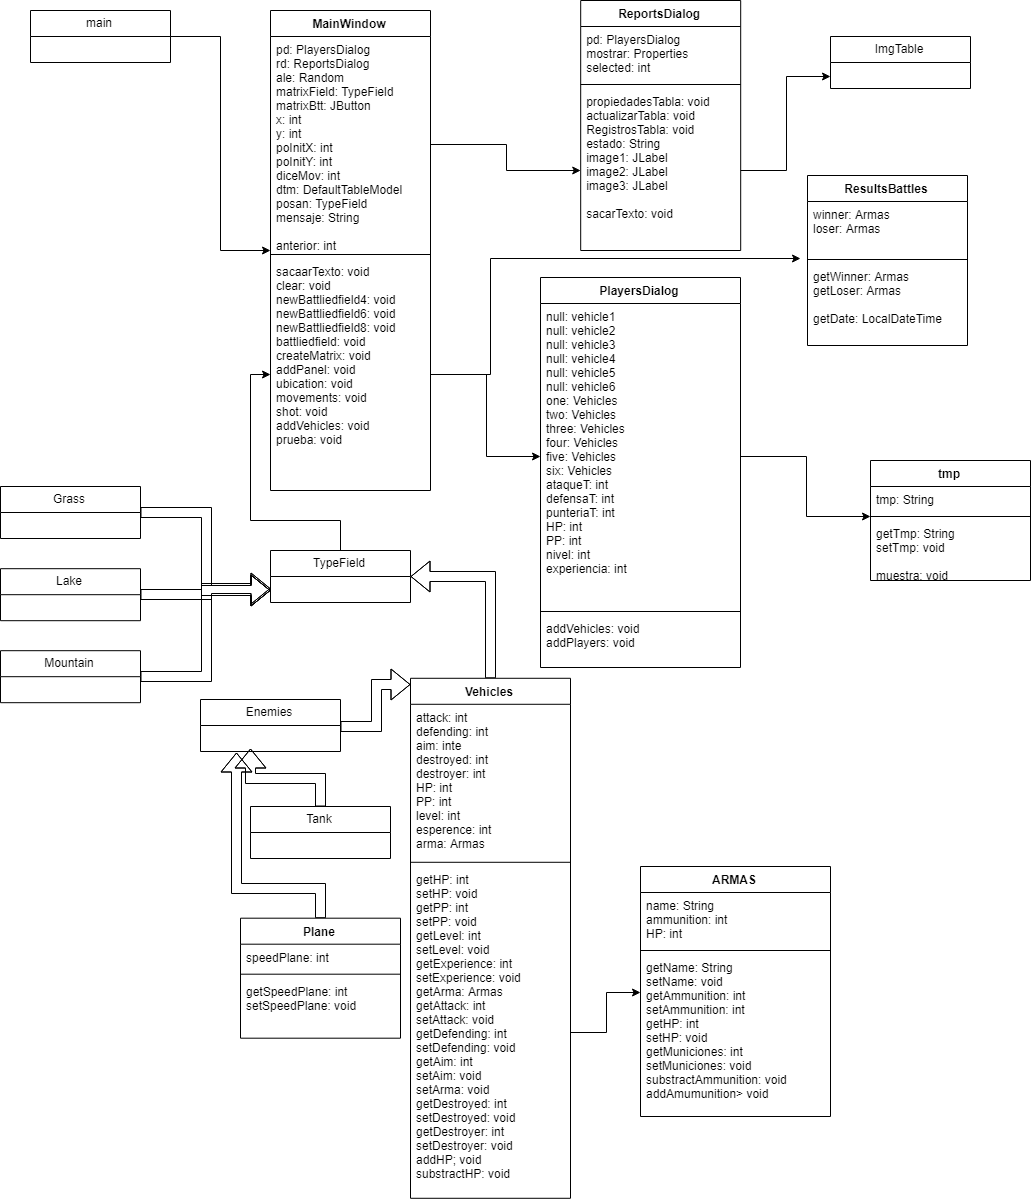 main
MainWindow
pd: PlayersDialog
rd: ReportsDialog
ale: Random
matrixField: TypeField
matrixBtt: JButton
x: int
y: int
poInitX: int
poInitY: int
diceMov: int
dtm: DefaultTableModel
posan: TypeField
mensaje: String
anterior: int
sacaarTexto: void
clear: void
newBattliedfield4: void
newBattliedfield6: void
newBattliedfield8: void
battliedfield: void
createMatrix: void
addPanel: void
ubication: void
movements: void
shot: void
addVehicles: void
prueba: void
ReportsDialog
pd: PlayersDialog
mostrar: Properties
selected: int
propiedadesTabla: void
actualizarTabla: void
RegistrosTabla: void
estado: String
image1: JLabel
image2: JLabel
image3: JLabel
sacarTexto: void
ImgTable
ResultsBattles
winner: Armas
loser: Armas
getWinner: Armas
getLoser: Armas
getDate: LocalDateTime
PlayersDialog
null: vehicle1
null: vehicle2
null: vehicle3
null: vehicle4
null: vehicle5
null: vehicle6
one: Vehicles
two: Vehicles
three: Vehicles
four: Vehicles
five: Vehicles
six: Vehicles
ataqueT: int
defensaT: int
punteriaT: int
HP: int
PP: int
nivel: int
experiencia: int
addVehicles: void
addPlayers: void
tmp
tmp: String
getTmp: String
setTmp: void
muestra: void
Grass
Lake
Mountain
TypeField
Enemies
Tank
Plane
speedPlane: int
getSpeedPlane: int
setSpeedPlane: void
Vehicles
attack: int
defending: int
aim: inte
destroyed: int
destroyer: int
HP: int
PP: int
level: int
esperence: int
arma: Armas
getHP: int
setHP: void
getPP: int
setPP: void
getLevel: int
setLevel: void
getExperience: int
setExperience: void
getArma: Armas
getAttack: int
setAttack: void
getDefending: int
setDefending: void
getAim: int
setAim: void
setArma: void
getDestroyed: int
setDestroyed: void
getDestroyer: int
setDestroyer: void
addHP; void
substractHP: void
ARMAS
name: String
ammunition: int
HP: int
getName: String
setName: void
getAmmunition: int
setAmmunition: int
getHP: int
setHP: void
getMuniciones: int
setMuniciones: void
substractAmmunition: void
addAmumunition> void